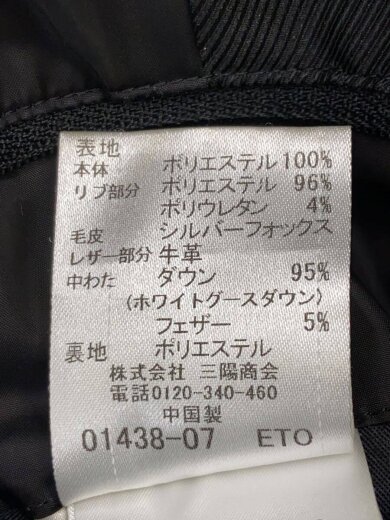 表地
本体 ポリエステル 100%
リブ部分 ポリエステル 96%
ポリウレタン 4%
毛皮 シルバーフォックス
レザー部分 牛革
中わた ダウン 95%
(ホワイトグースダウン)
フェザー 5%
裏地 ポリエステル
株式会社 三陽商会
電話0120-340-460
中国製
01438-07 ETO